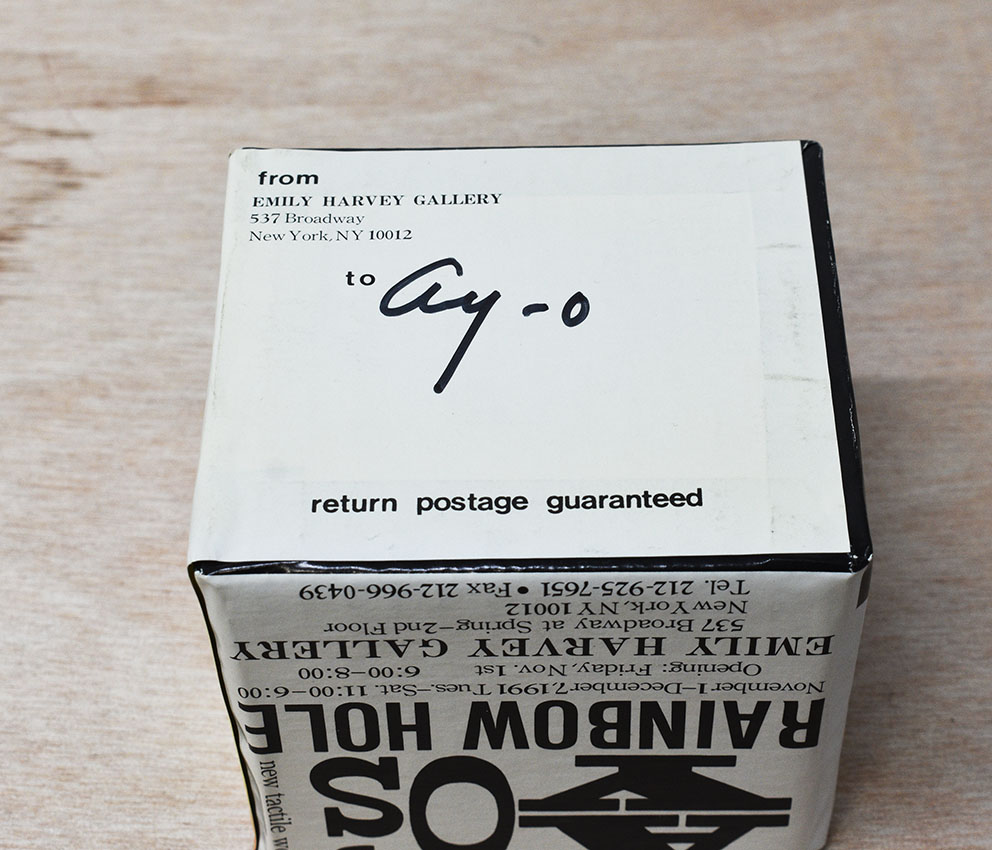 from
EMILY HARVEY GALLERY
537 Broadway
New York, NY 10012
to ay-o
return postage guaranteed
RAINBOW HOLE
November 1–December 7, 1991 Tues.–Sat. 11:00–6:00
Opening: Friday, Nov. 1st 6:00–8:00
EMILY HARVEY GALLERY
537 Broadway at Spring–2nd Floor
New York, NY 10012
Tel. 212-925-7651 • Fax 212-966-0439
new tactile